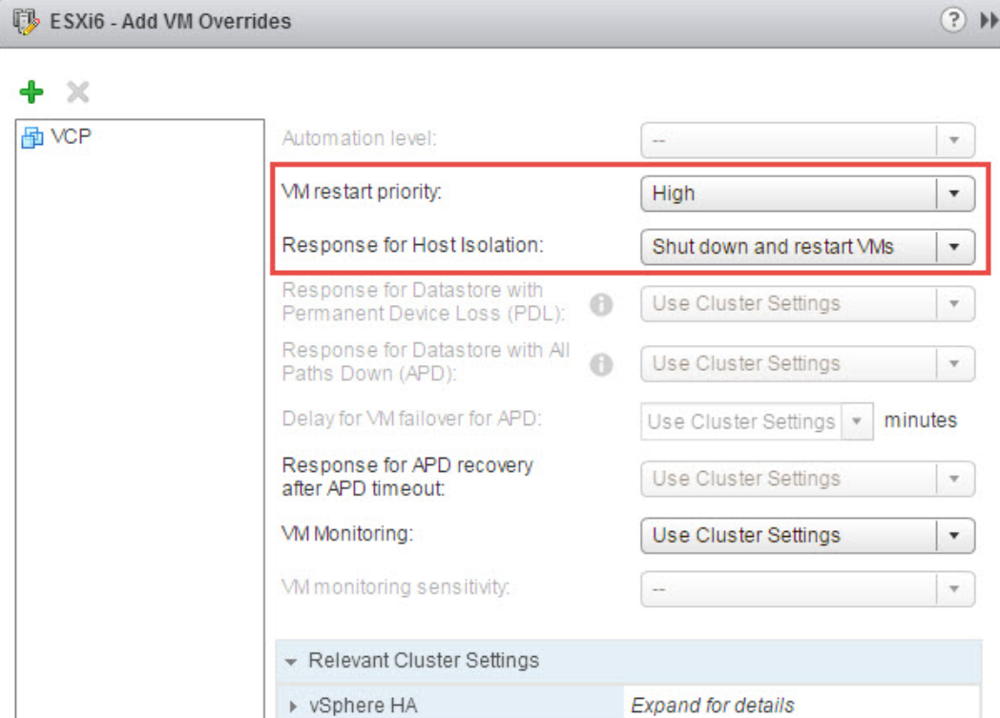 ESXi6 - Add VM Overrides
VCP
Automation level: --
VM restart priority: High
Response for Host Isolation: Shut down and restart VMs
Response for Datastore with
Permanent Device Loss (PDL): Use Cluster Settings
Response for Datastore with All
Paths Down (APD): Use Cluster Settings
Delay for VM failover for APD: Use Cluster Settings minutes
Response for APD recovery
after APD timeout: Use Cluster Settings
VM Monitoring: Use Cluster Settings
VM monitoring sensitivity: --
Relevant Cluster Settings
vSphere HA Expand for details